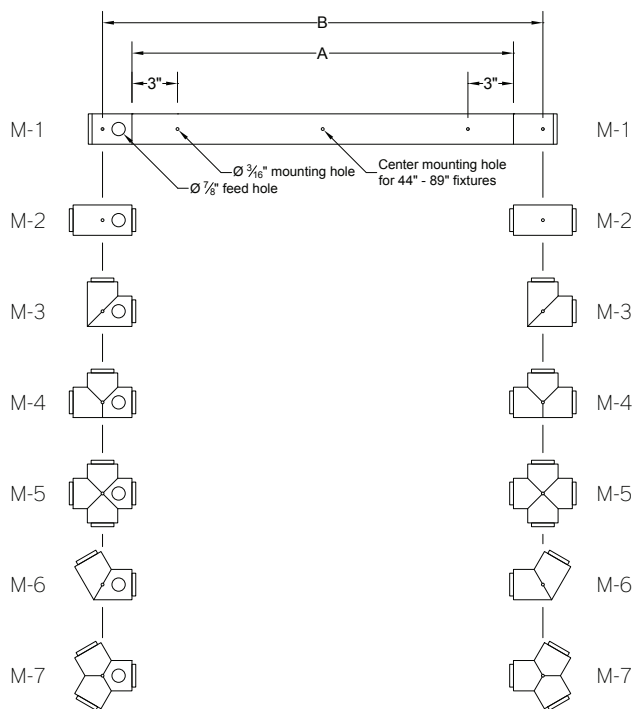 B
A
3" 3"
M-1 M-1
Ø 3⁄16" mounting hole
Center mounting hole
for 44" - 89" fixtures
Ø 7⁄8" feed hole
M-2 M-2
M-3 M-3
M-4 M-4
M-5 M-5
M-6 M-6
M-7 M-7